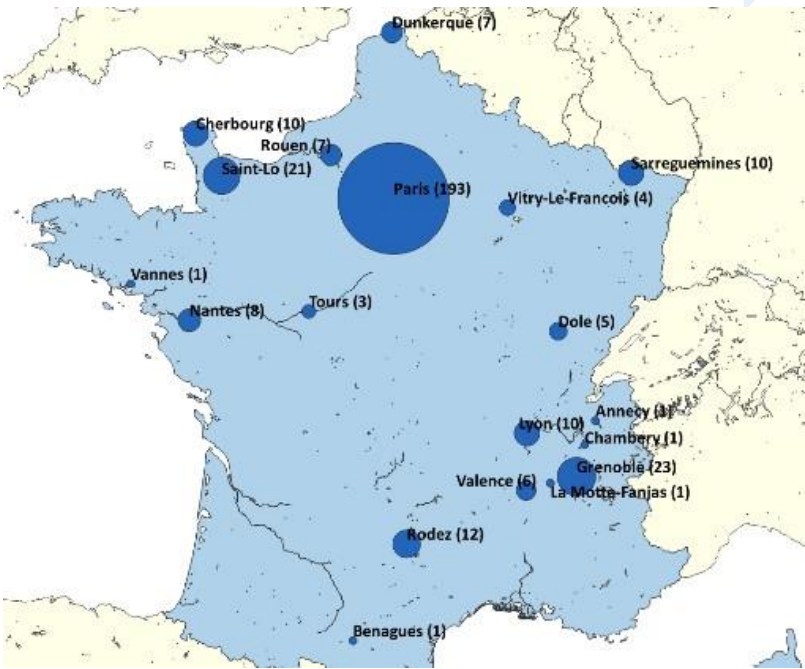 Dunkerque (7)
Cherbourg (10)
Rouen (7)
Saint-Lo (21)
Sarreguemines (10)
Paris (193)
Vitry-Le-Francois (4)
Vannes (1)
Tours (3)
Nantes (8)
Dole (5)
Annecy (1)
Lyon (10)
Chambery (1)
Grenoble (23)
Valence (6)
La Motte-Fanjas (1)
Rodez (12)
Benagues (1)